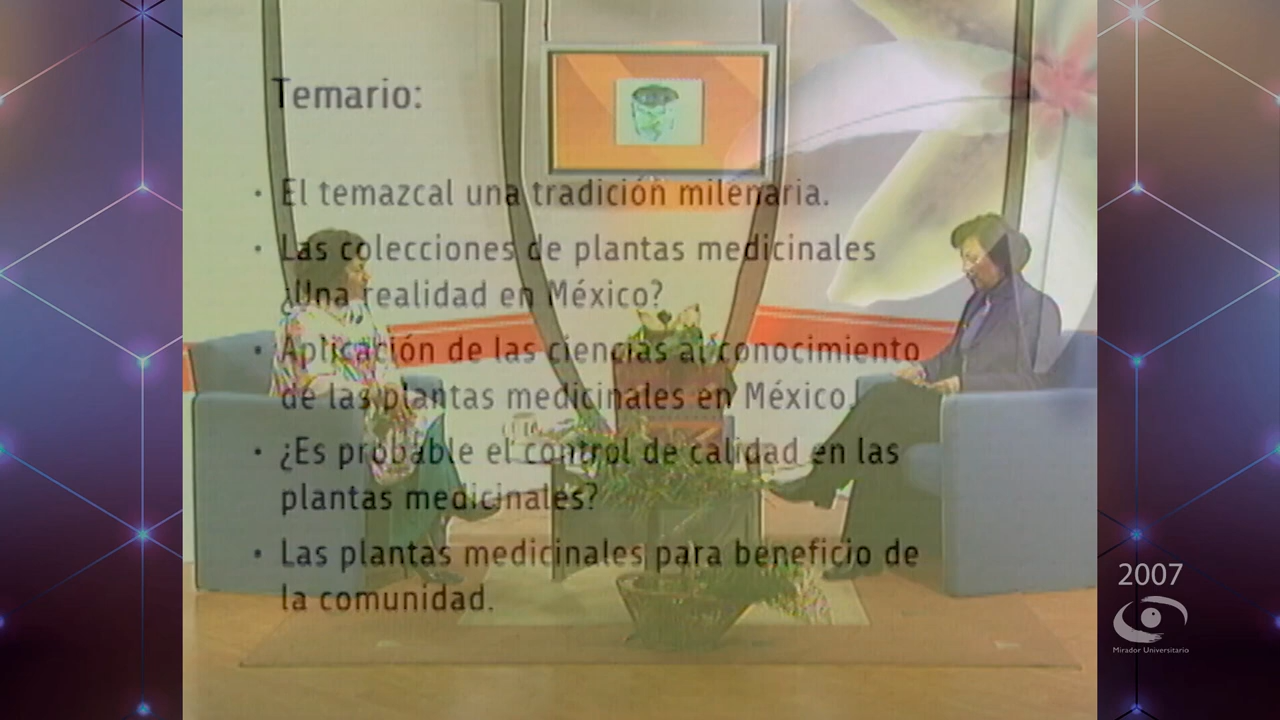 Temario:
• El temazcal una tradición milenaria.
• Las colecciones de plantas medicinales
¿Una realidad en México?
• Aplicación de las ciencias al conocimiento
de las plantas medicinales en México.
• ¿Es probable el control de calidad en las
plantas medicinales?
• Las plantas medicinales para beneficio de
la comunidad.
2007
Mirador Universitario